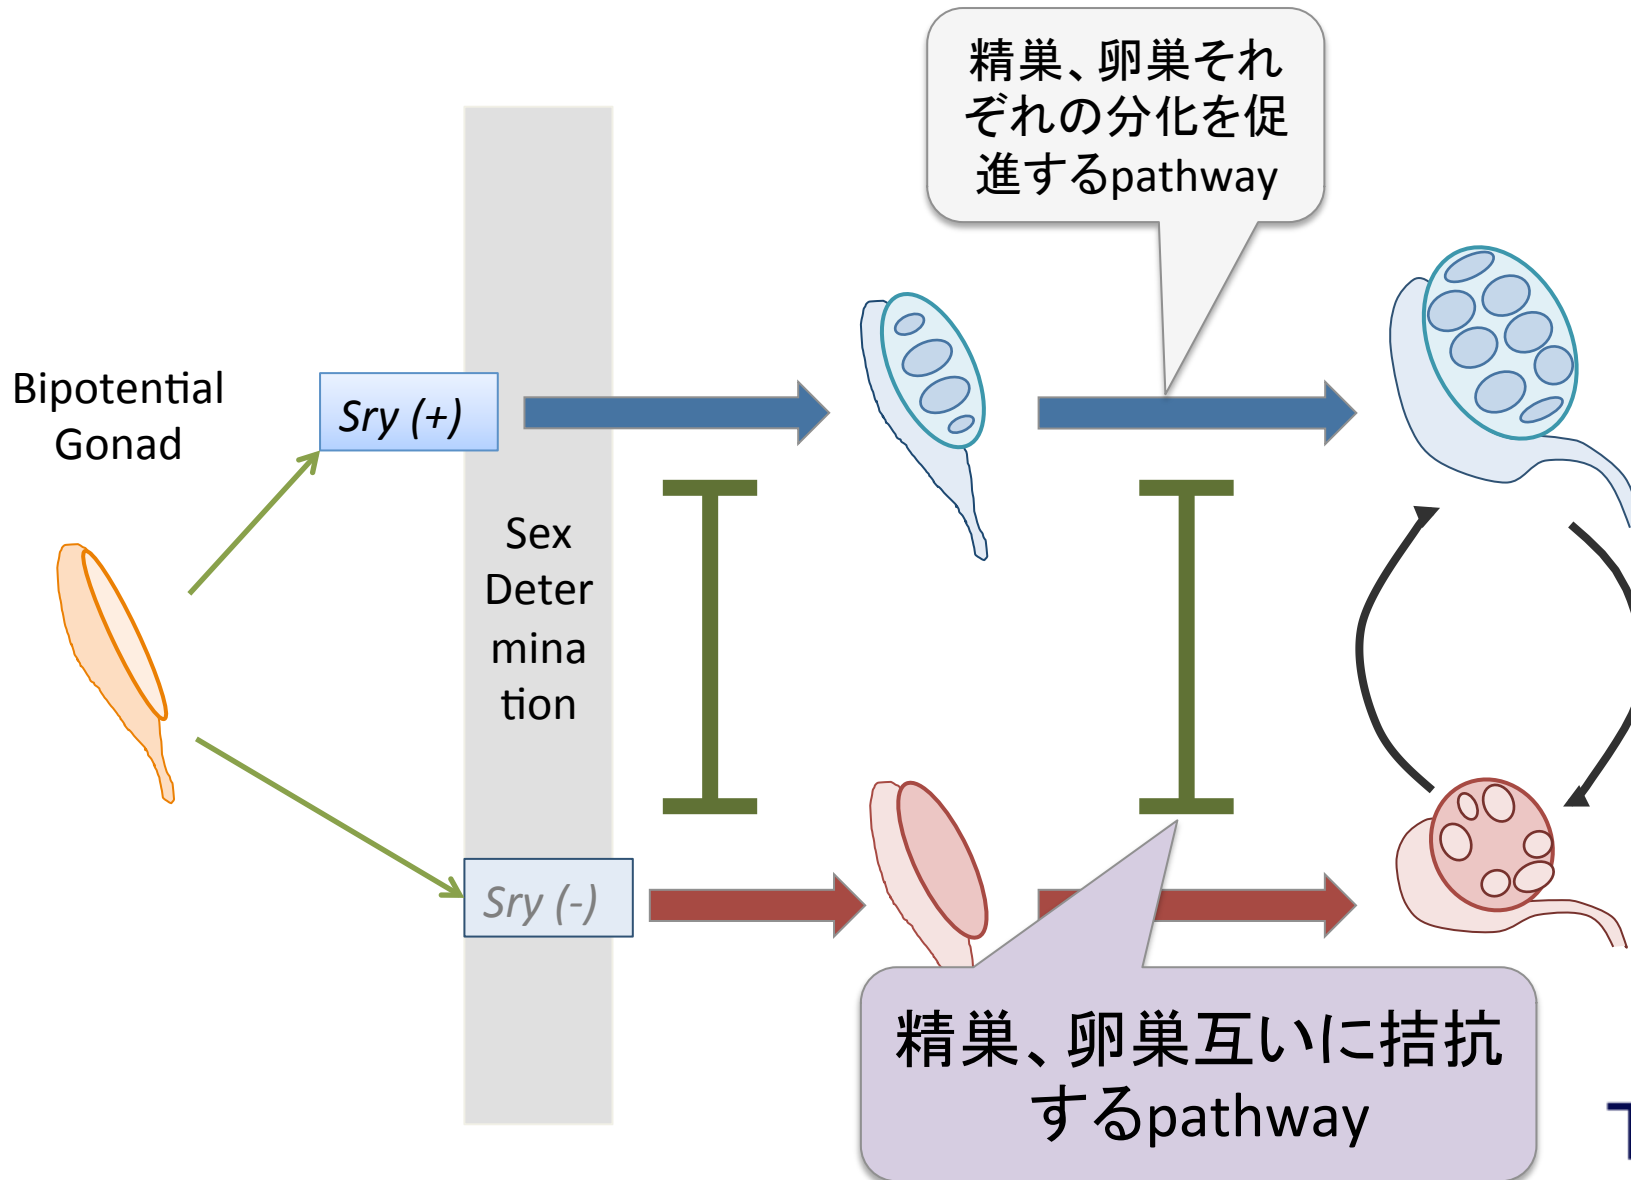 精巣、卵巣それ
ぞれの分化を促
進するpathway
Bipotential
Gonad
Sry (+)
Sex
Deter
mina
tion
Sry (-)
精巣、卵巣互いに拮抗
するpathway